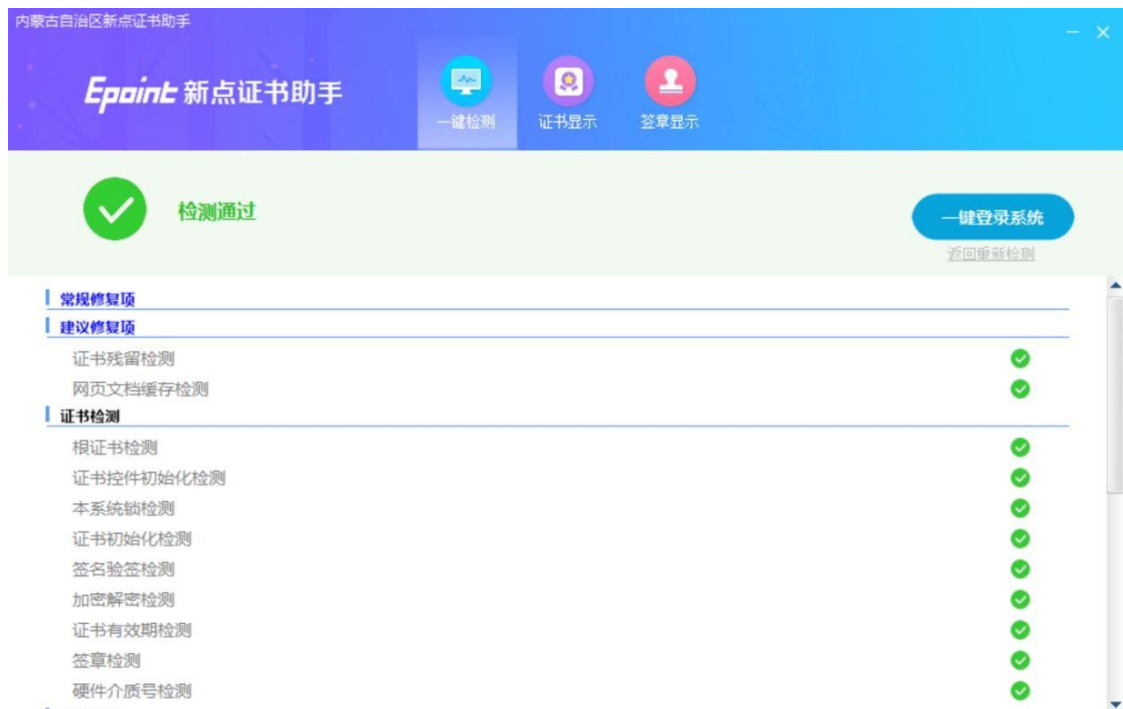 内蒙古自治区新点证书助手
Epoint 新点证书助手
一键检测 证书显示 签章显示
检测通过
一键登录系统
返回重新检测
常规修复项
建议修复项
证书残留检测
网页文档缓存检测
证书检测
根证书检测
证书控件初始化检测
本系统锁检测
证书初始化检测
签名验签检测
加密解密检测
证书有效期检测
签章检测
硬件介质号检测